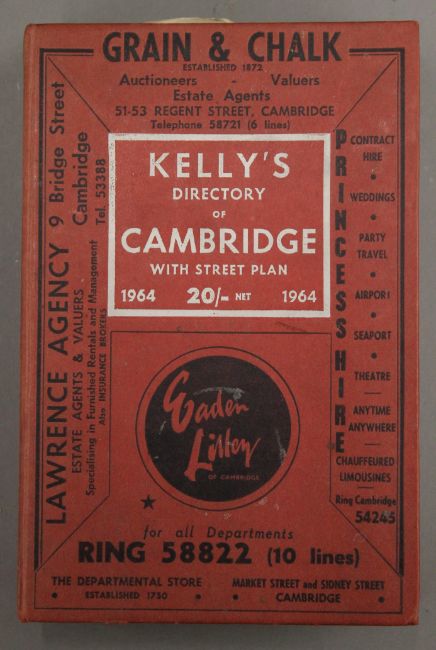 GRAIN & CHALK
ESTABLISHED 1872
Auctioneers - Valuers
Estate Agents
51-53 REGENT STREET, CAMBRIDGE
Telephone 58721 (6 lines)
LAWRENCE AGENCY 9 Bridge Street
Cambridge
ESTATE AGENTS & VALUERS Tel. 53388
Specialising in Furnished Rentals and Management
Also INSURANCE BROKERS
KELLY'S
DIRECTORY
OF
CAMBRIDGE
WITH STREET PLAN
1964 20/- NET 1964
PRINCESS HIRE
CONTRACT
HIRE
•
WEDDINGS
•
PARTY
TRAVEL
•
AIRPORT
•
SEAPORT
•
THEATRE
ANYTIME
ANYWHERE
CHAUFFEURED
LIMOUSINES
Ring Cambridge
54245
Eaden
Lilley
OF CAMBRIDGE
for all Departments
RING 58822 (10 lines)
THE DEPARTMENTAL STORE
• ESTABLISHED 1750 •
MARKET STREET and SIDNEY STREET
• CAMBRIDGE •